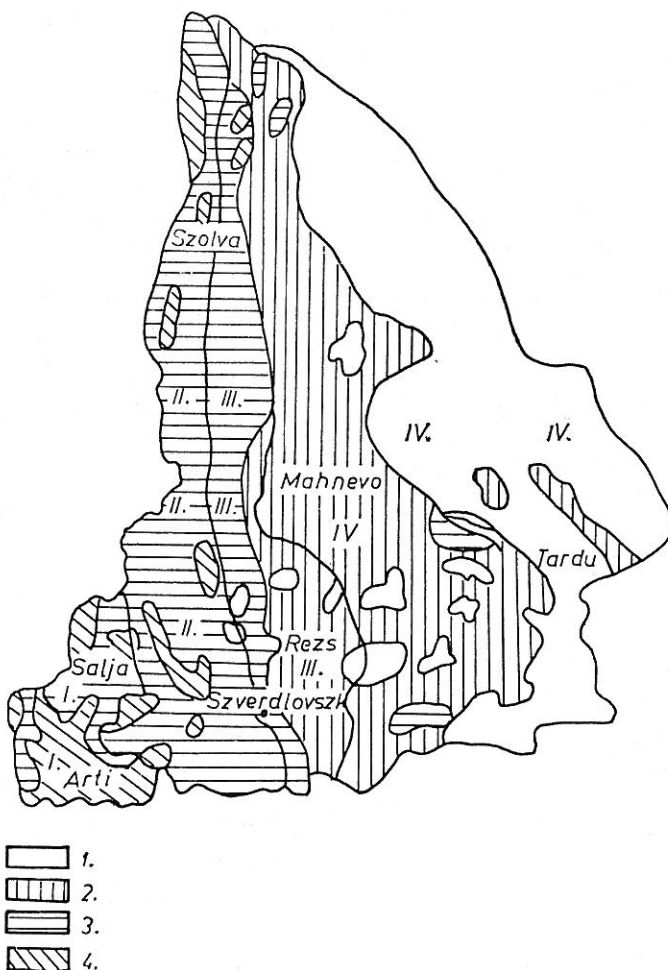 Szolva
II. III.
IV. IV.
Mahnevo
II. III.
IV
Tardu
II.
Rezs
III.
Salja
I.
Szverdlovszk
I.
Arti
1.
2.
3.
4.